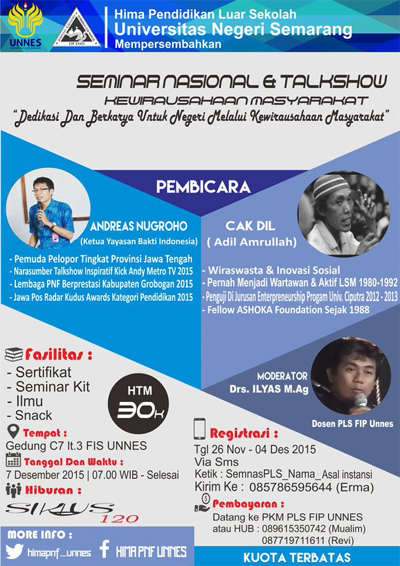 UNNES
PLS FIP UNNES
Hima Pendidikan Luar Sekolah
Universitas Negeri Semarang
Mempersembahkan
SEMINAR NASIONAL & TALKSHOW
KEWIRAUSAHAAN MASYARAKAT
"Dedikasi Dan Berkarya Untuk Negeri Melalui Kewirausahaan Masyarakat"
PEMBICARA
ANDREAS NUGROHO
(Ketua Yayasan Bakti Indonesia)
- Pemuda Pelopor Tingkat Provinsi Jawa Tengah
- Narasumber Talkshow Inspiratif Kick Andy Metro TV 2015
- Lembaga PNF Berprestasi Kabupaten Grobogan 2015
- Jawa Pos Radar Kudus Awards Kategori Pendidikan 2015
CAK DIL
( Adil Amrullah)
- Wiraswasta & Inovasi Sosial
- Pernah Menjadi Wartawan & Aktif LSM 1980-1992
- Penguji Di Jurusan Enterpreneurship Progam Univ. Ciputra 2012 - 2013
- Fellow ASHOKA Foundation Sejak 1988
MODERATOR
Drs. ILYAS M.Ag
Dosen PLS FIP Unnes
Fasilitas :
- Sertifikat
- Seminar Kit
- Ilmu
- Snack
HTM
30K
Tempat :
Gedung C7 lt.3 FIS UNNES
Tanggal Dan Waktu :
7 Desember 2015 | 07.00 WIB - Selesai
Hiburan :
SIKLUS
120
Registrasi :
Tgl 26 Nov - 04 Des 2015
Via Sms
Ketik : SemnasPLS_Nama_Asal instansi
Kirim Ke : 085786595644 (Erma)
Pembayaran :
Datang ke PKM PLS FIP UNNES
atau HUB : 089615350742 (Mualim)
087719711611 (Revi)
MORE INFO :
himapnf_unnes
HIMA PNF UNNES
KUOTA TERBATAS